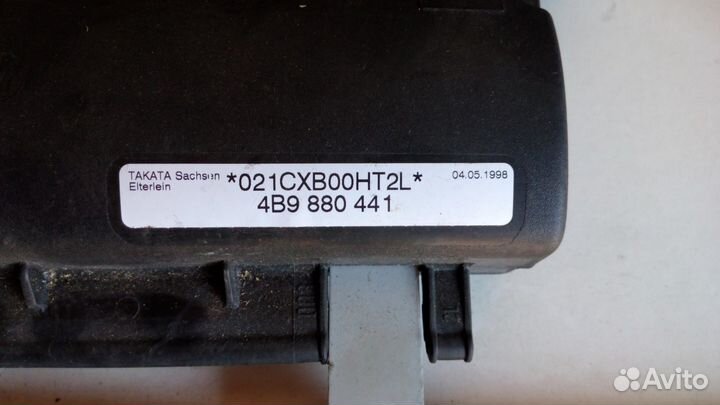 TAKATA Sachsen
Elterlein
*021CXB00HT2L*
04.05.1998
4B9 880 441
Avito